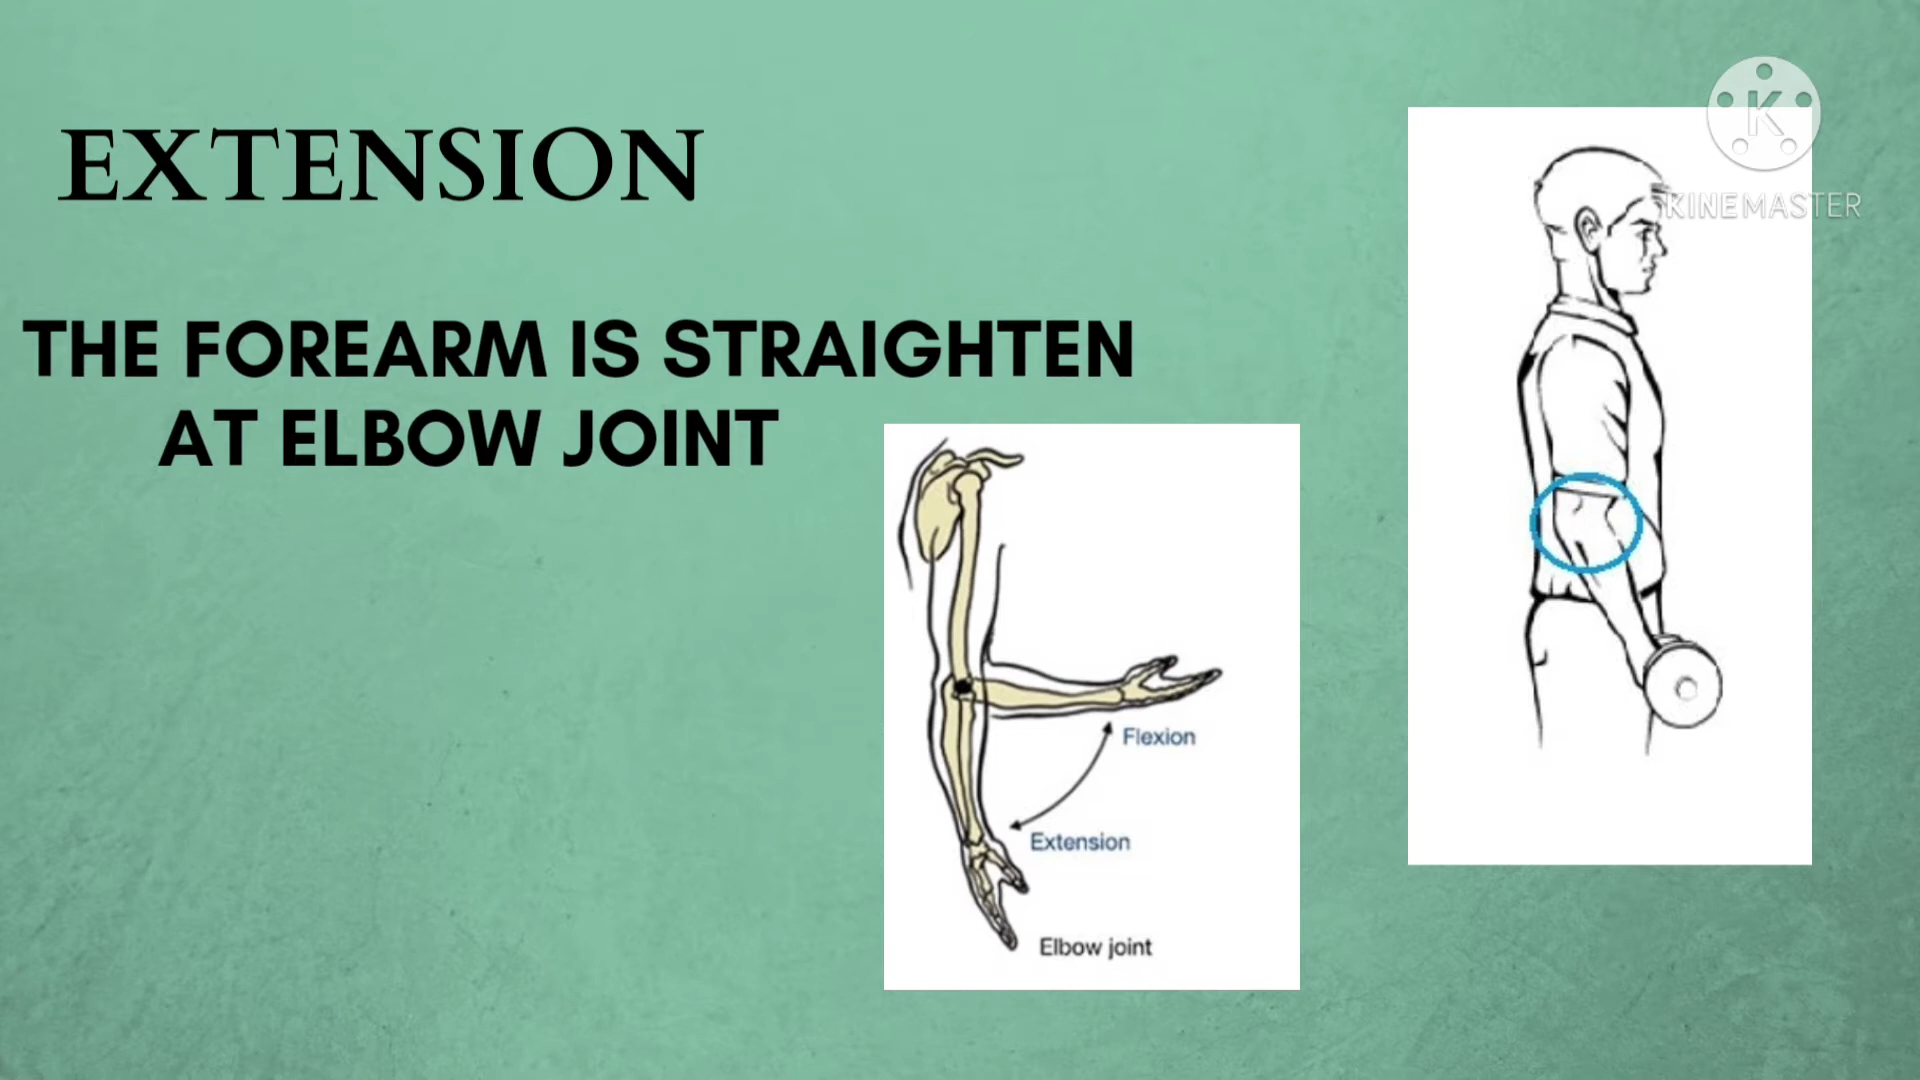 EXTENSION
THE FOREARM IS STRAIGHTEN
AT ELBOW JOINT
Flexion
Extension
Elbow joint
K
KINEMASTER